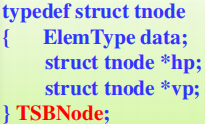 typedef struct tnode
{ ElemType data;
struct tnode *hp;
struct tnode *vp;
} TSBNode;